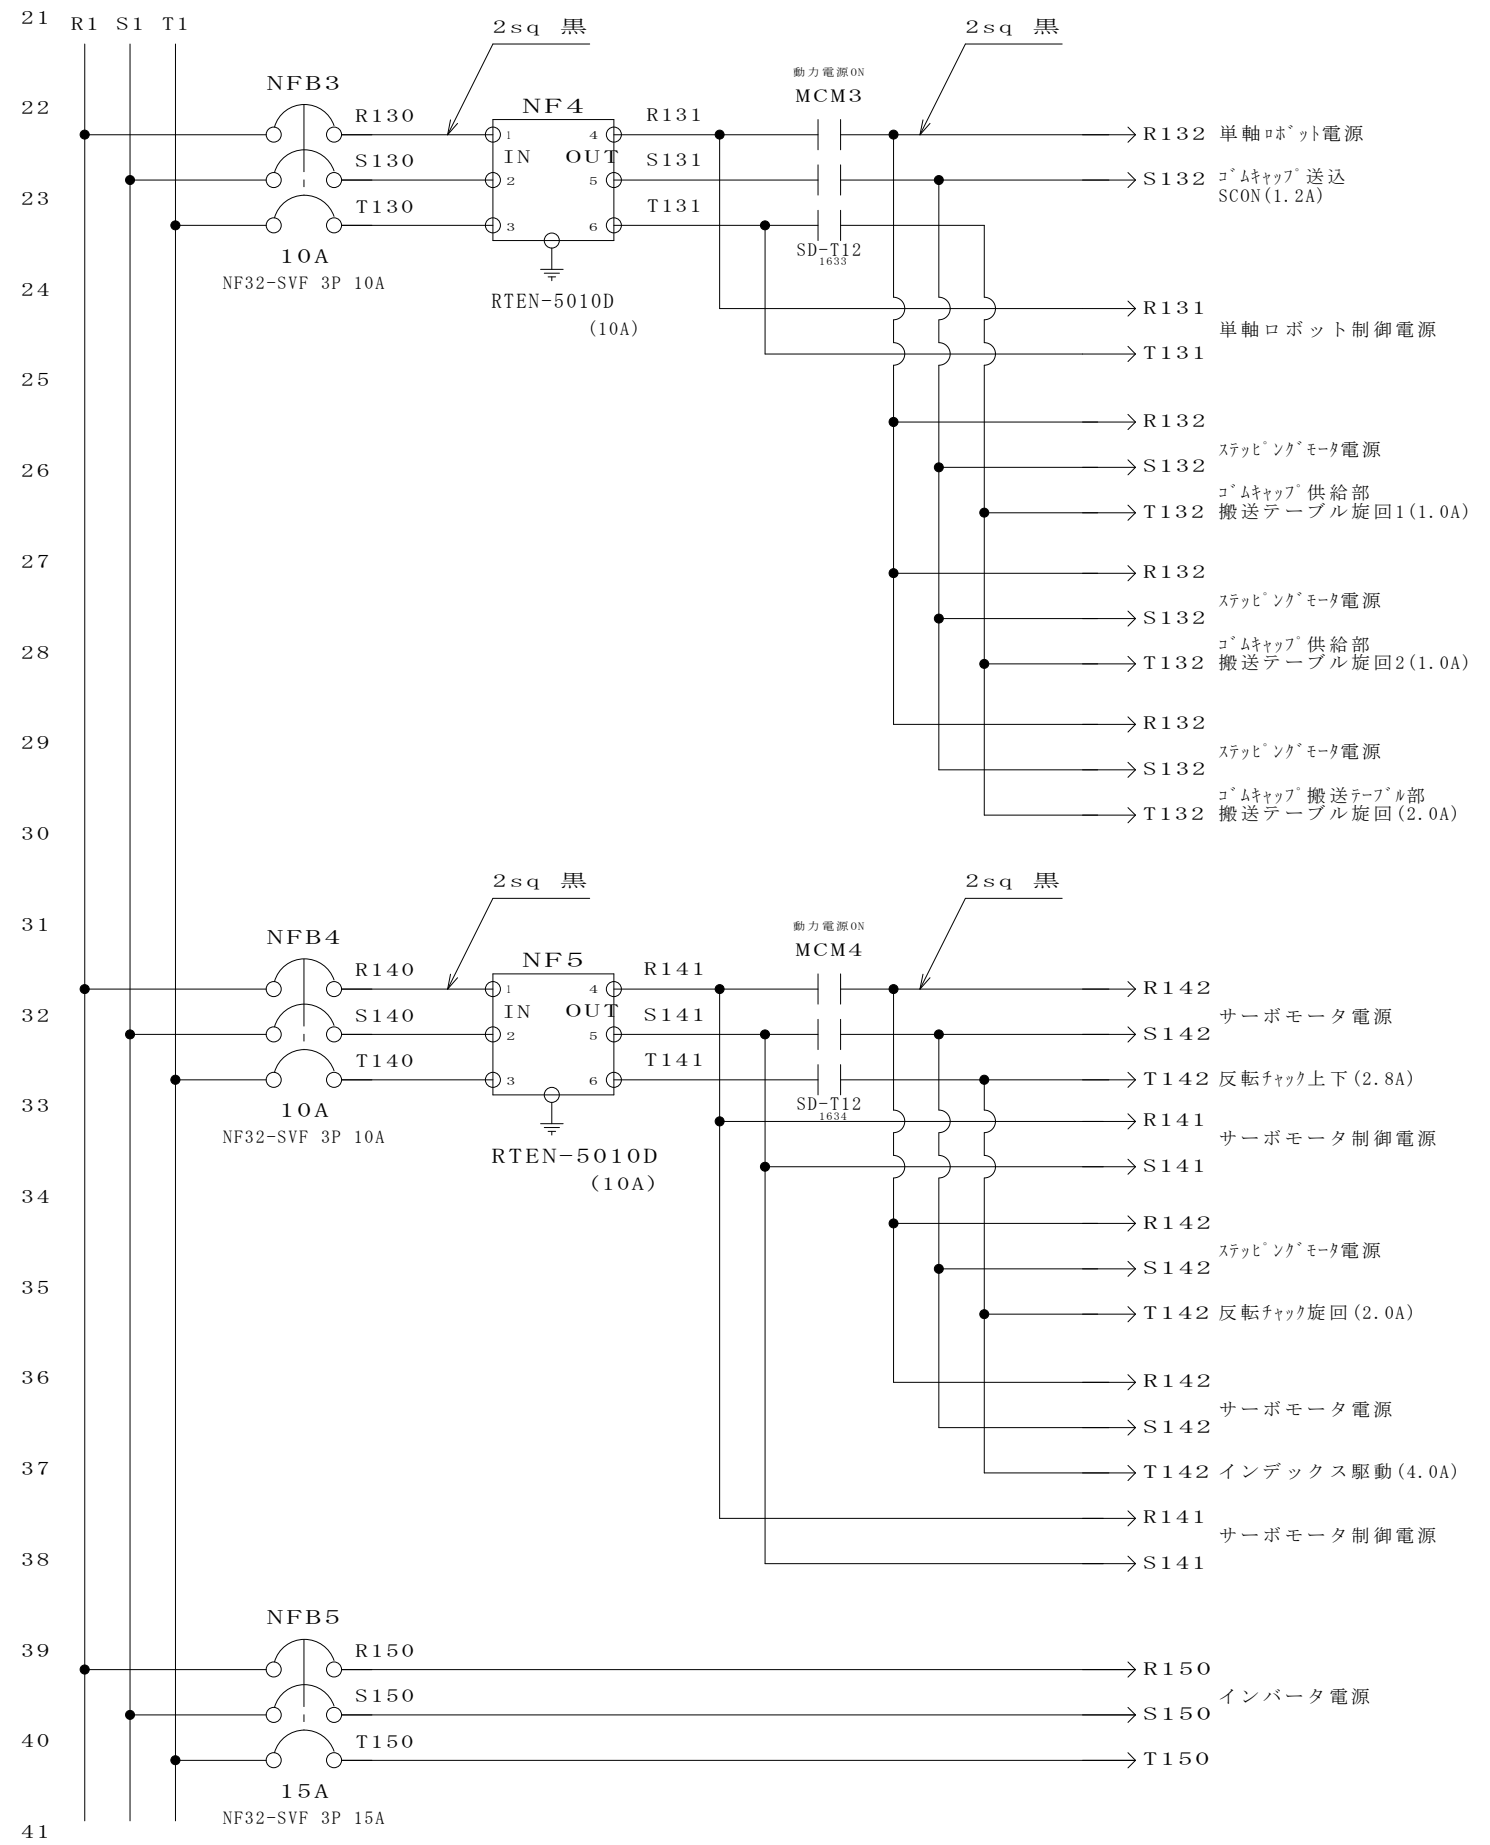 21 R1 S1 T1
2sq 黒
2sq 黒
NFB3
動力電源ON
MCM3
22
R130
NF4
R131
1
4
R132 単軸ロボット電源
IN OUT
S130
S131
2
5
S132 ゴムキャップ送込
SCON(1.2A)
23
T130
T131
3
6
10A
NF32-SVF 3P 10A
SD-T12
1633
24
RTEN-5010D
(10A)
R131
単軸ロボット制御電源
T131
25
R132
ステッピングモータ電源
26
S132
ゴムキャップ供給部
T132 搬送テーブル旋回1(1.0A)
27
R132
ステッピングモータ電源
S132
28
ゴムキャップ供給部
T132 搬送テーブル旋回2(1.0A)
R132
29
ステッピングモータ電源
S132
ゴムキャップ搬送テーブル部
T132 搬送テーブル旋回(2.0A)
30
2sq 黒
2sq 黒
31
NFB4
動力電源ON
MCM4
R140
NF5
R141
1
4
R142
32
IN OUT
サーボモータ電源
S140
S141
2
5
S142
T140
T141
3
6
T142 反転チャック上下(2.8A)
33
10A
NF32-SVF 3P 10A
SD-T12
1634
R141
サーボモータ制御電源
RTEN-5010D
(10A)
S141
34
R142
ステッピングモータ電源
S142
35
T142 反転チャック旋回(2.0A)
36
R142
サーボモータ電源
S142
37
T142 インデックス駆動(4.0A)
R141
サーボモータ制御電源
38
S141
NFB5
39
R150
R150
インバータ電源
S150
S150
40
T150
T150
15A
NF32-SVF 3P 15A
41